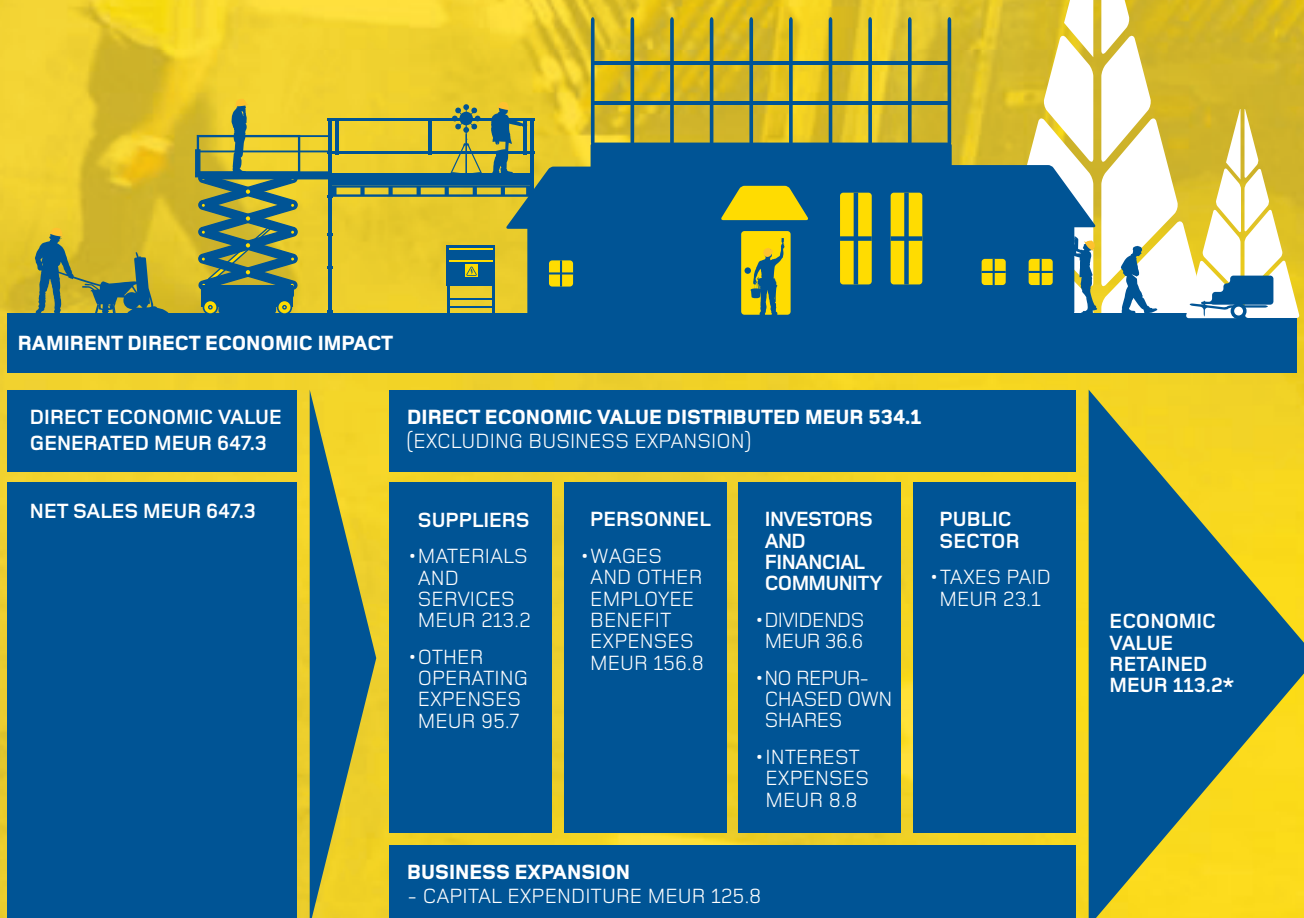 RAMIRENT DIRECT ECONOMIC IMPACT
DIRECT ECONOMIC VALUE
GENERATED MEUR 647.3
NET SALES MEUR 647.3
DIRECT ECONOMIC VALUE DISTRIBUTED MEUR 534.1
(EXCLUDING BUSINESS EXPANSION)
SUPPLIERS
•MATERIALS
AND
SERVICES
MEUR 213.2
•OTHER
OPERATING
EXPENSES
MEUR 95.7
PERSONNEL
•WAGES
AND OTHER
EMPLOYEE
BENEFIT
EXPENSES
MEUR 156.8
INVESTORS
AND
FINANCIAL
COMMUNITY
•DIVIDENDS
MEUR 36.6
•NO REPUR-
CHASED OWN
SHARES
•INTEREST
EXPENSES
MEUR 8.8
PUBLIC
SECTOR
•TAXES PAID
MEUR 23.1
BUSINESS EXPANSION
- CAPITAL EXPENDITURE MEUR 125.8
ECONOMIC
VALUE
RETAINED
MEUR 113.2*